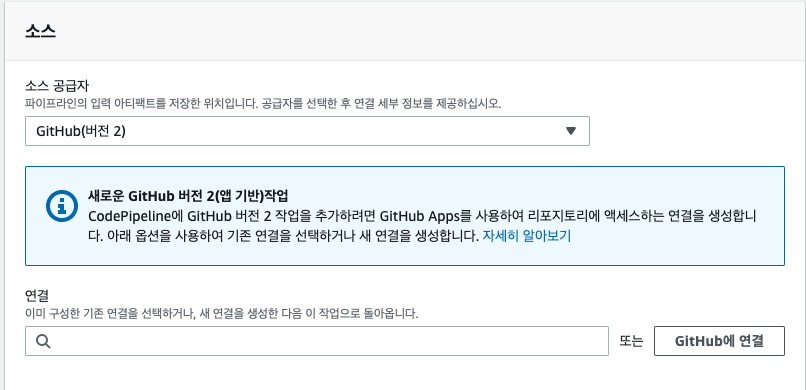 소스
소스 공급자
파이프라인의 입력 아티팩트를 저장한 위치입니다. 공급자를 선택한 후 연결 세부 정보를 제공하십시오.
GitHub(버전 2)
새로운 GitHub 버전 2(앱 기반)작업
CodePipeline에 GitHub 버전 2 작업을 추가하려면 GitHub Apps를 사용하여 리포지토리에 액세스하는 연결을 생성합니
다. 아래 옵션을 사용하여 기존 연결을 선택하거나 새 연결을 생성합니다. 자세히 알아보기
연결
이미 구성한 기존 연결을 선택하거나, 새 연결을 생성한 다음 이 작업으로 돌아옵니다.
또는 GitHub에 연결